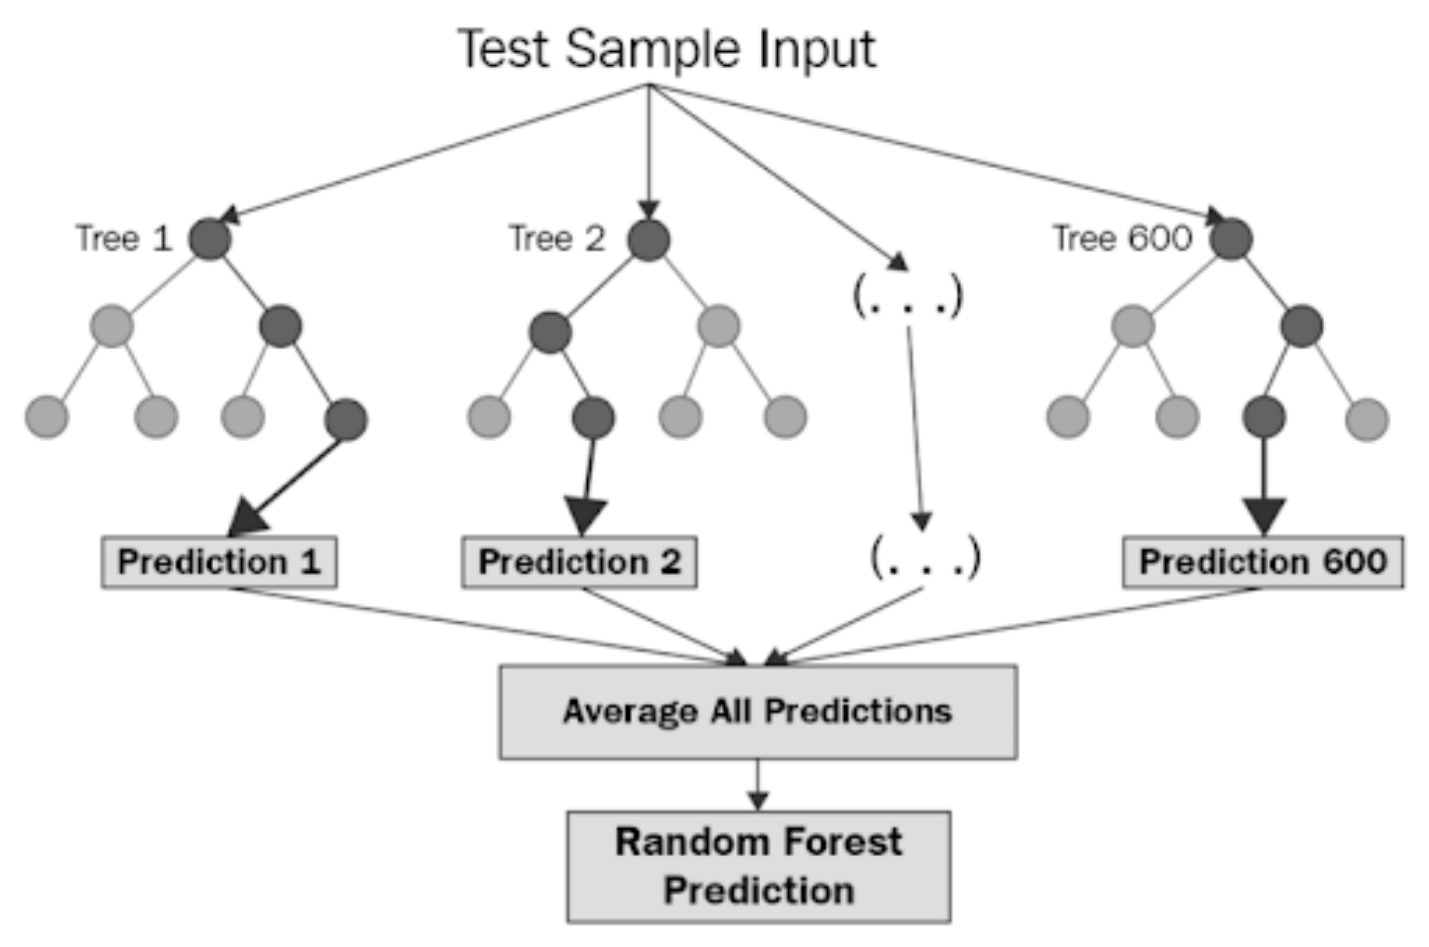 Test Sample Input
Tree 1
Tree 2
Tree 600
(. . .)
Prediction 1
Prediction 2
(. . .)
Prediction 600
Average All Predictions
Random Forest
Prediction